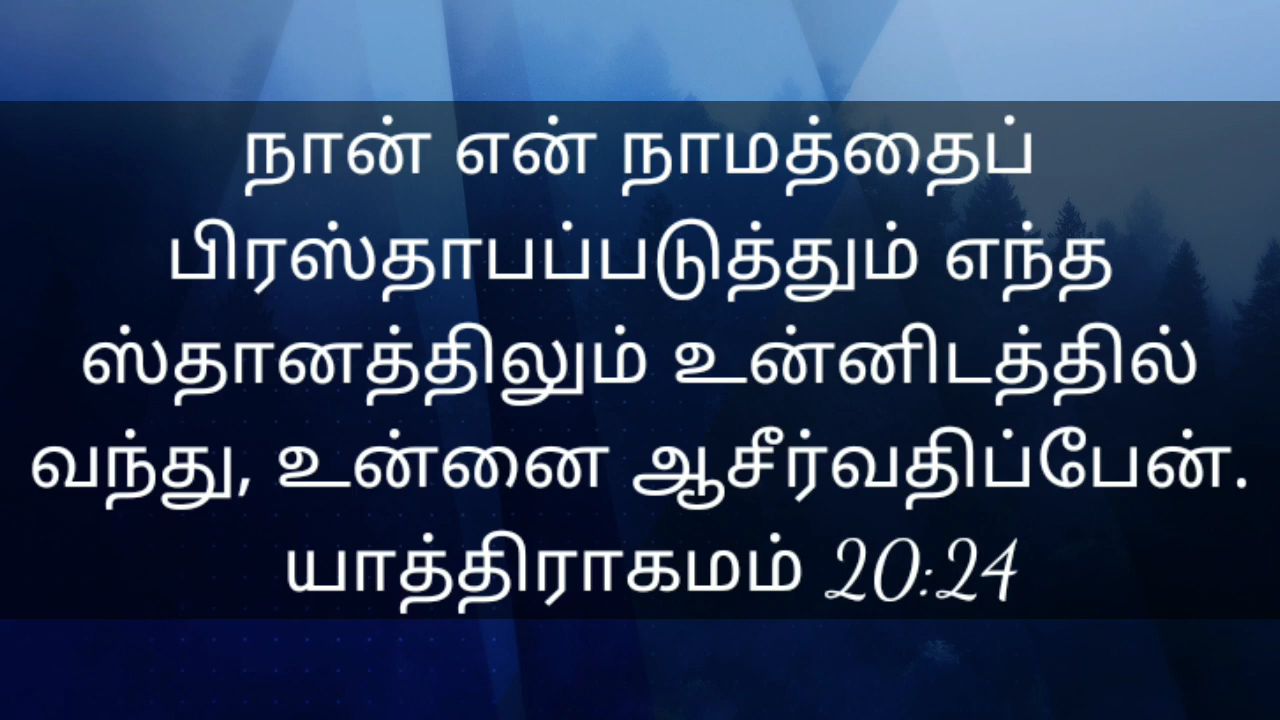 நான் என் நாமத்தைப்
பிரஸ்தாபப்படுத்தும் எந்த
ஸ்தானத்திலும் உன்னிடத்தில்
வந்து, உன்னை ஆசீர்வதிப்பேன்.
யாத்திராகமம் 20:24